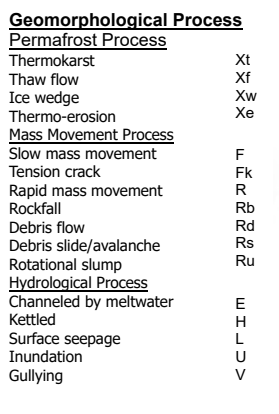 Geomorphological Process
Permafrost Process
Thermokarst Xt
Thaw flow Xf
Ice wedge Xw
Thermo-erosion Xe
Mass Movement Process
Slow mass movement F
Tension crack Fk
Rapid mass movement R
Rockfall Rb
Debris flow Rd
Debris slide/avalanche Rs
Rotational slump Ru
Hydrological Process
Channeled by meltwater E
Kettled H
Surface seepage L
Inundation U
Gullying V